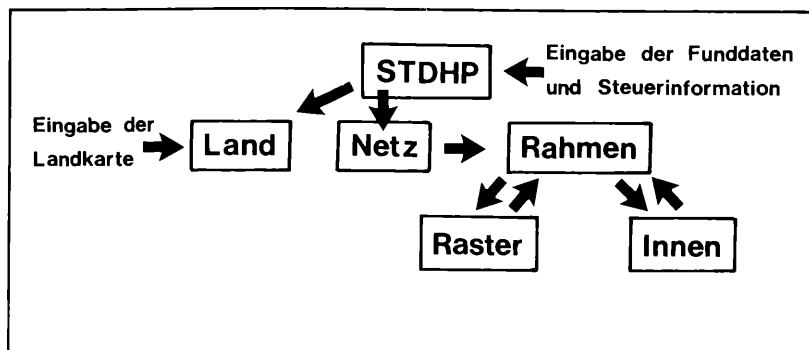 STDHP
Eingabe der Funddaten
und Steuerinformation
Eingabe der
Landkarte
Land
Netz
Rahmen
Raster
Innen